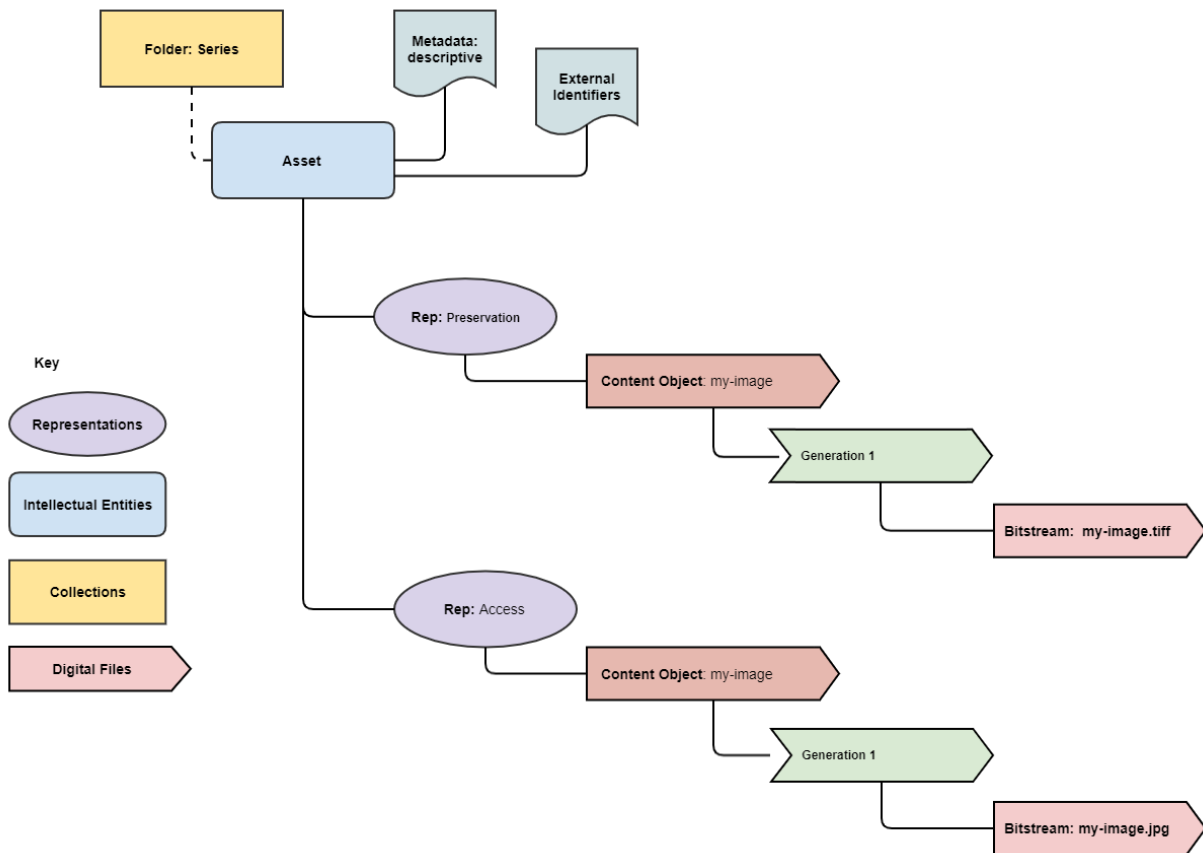 Folder: Series
Metadata:
descriptive
External
Identifiers
Asset
Rep: Preservation
Content Object: my-image
Generation 1
Bitstream:  my-image.tiff
Key
Representations
Intellectual Entities
Collections
Digital Files
Rep: Access
Content Object: my-image
Generation 1
Bitstream: my-image.jpg